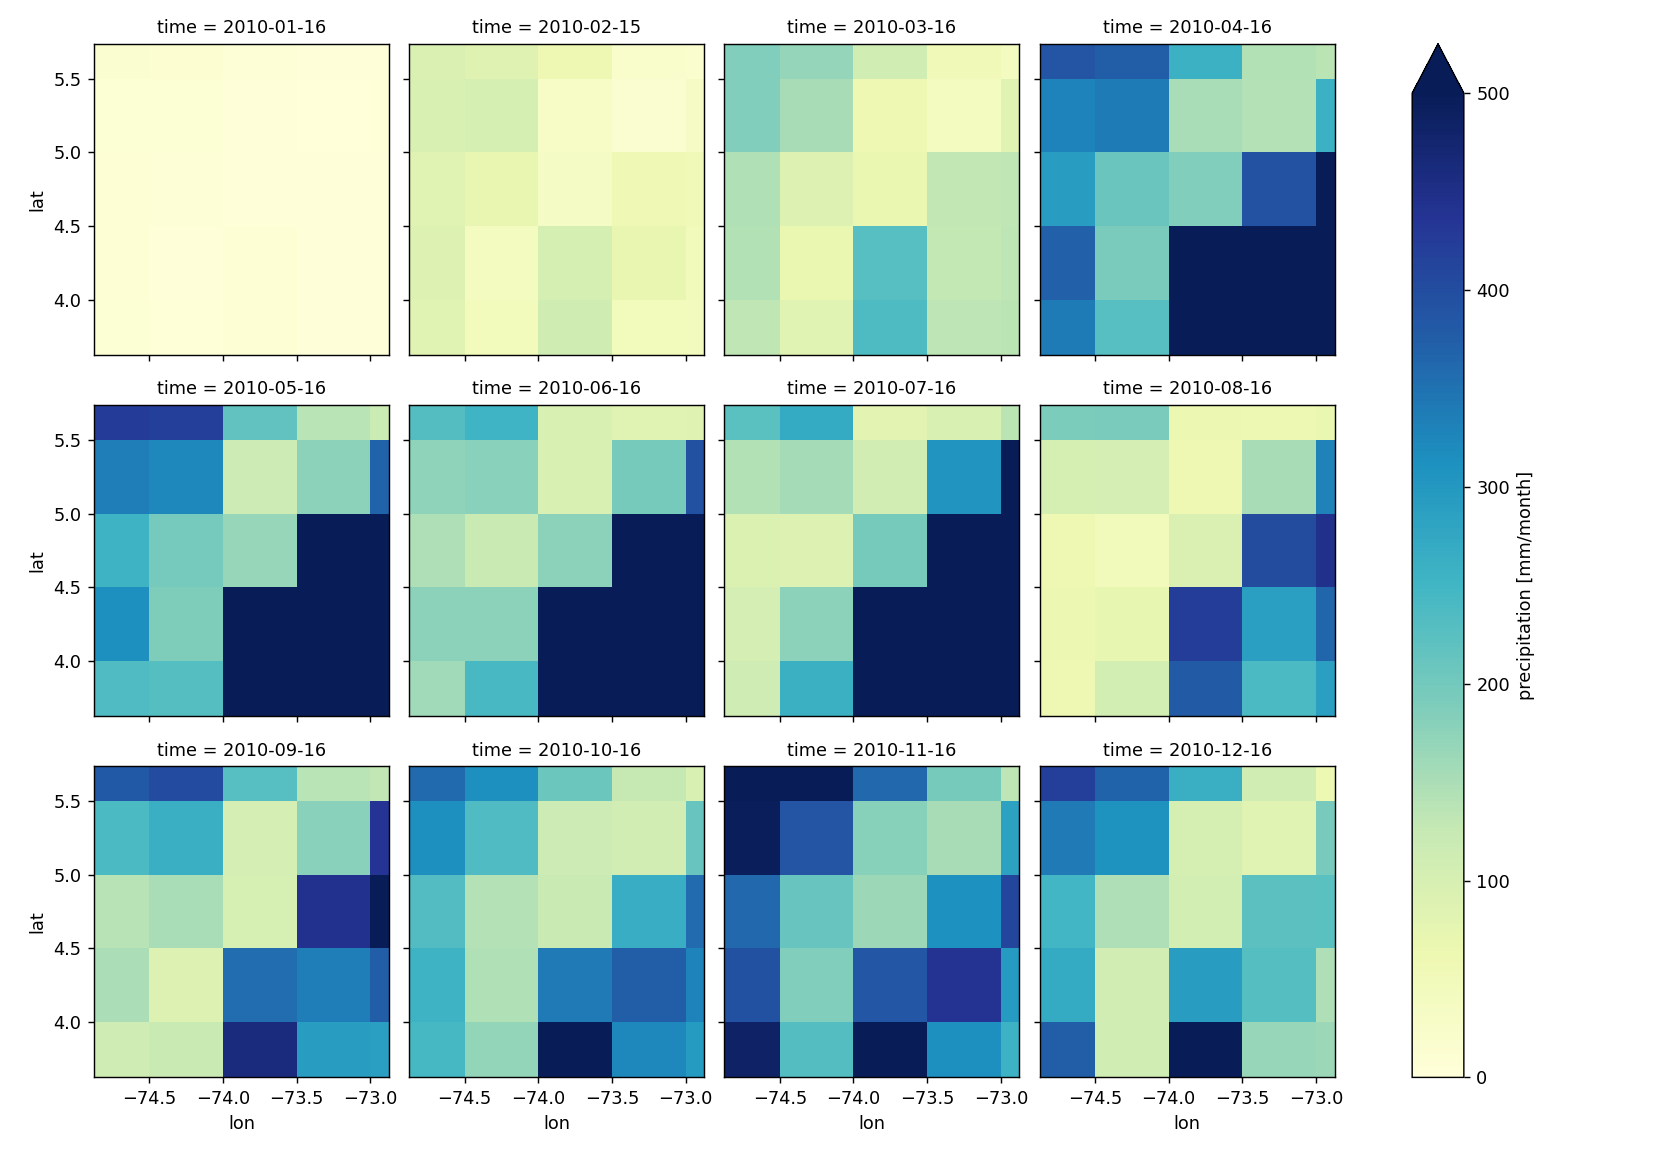 time = 2010-01-16 time = 2010-02-15 time = 2010-03-16 time = 2010-04-16
5.5
5.0
4.5
4.0
lat
time = 2010-05-16 time = 2010-06-16 time = 2010-07-16 time = 2010-08-16
5.5
5.0
4.5
4.0
lat
time = 2010-09-16 time = 2010-10-16 time = 2010-11-16 time = 2010-12-16
5.5
5.0
4.5
4.0
lat
−74.5 −74.0 −73.5 −73.0 −74.5 −74.0 −73.5 −73.0 −74.5 −74.0 −73.5 −73.0 −74.5 −74.0 −73.5 −73.0
lon lon lon lon
500
400
300
200
100
0
precipitation [mm/month]